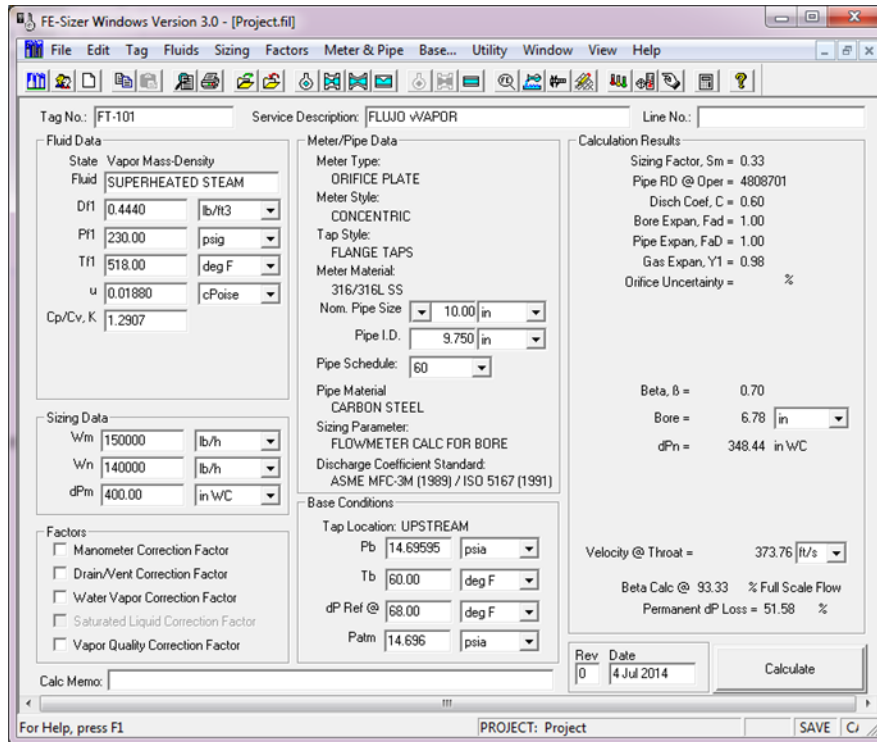 FE-Sizer Windows Version 3.0 - [Project.fil]
File Edit Tag Fluids Sizing Factors Meter & Pipe Base... Utility Window View Help
Tag No.: FT-101 Service Description: FLUJO VAPOR Line No.:
Fluid Data
State Vapor Mass-Density
Fluid SUPERHEATED STEAM
Df1 0.4440 lb/ft3
Pf1 230.00 psig
Tf1 518.00 deg F
u 0.01880 cPoise
Cp/Cv, K 1.2907
Sizing Data
Wm 150000 lb/h
Wn 140000 lb/h
dPm 400.00 in WC
Factors
Manometer Correction Factor
Drain/Vent Correction Factor
Water Vapor Correction Factor
Saturated Liquid Correction Factor
Vapor Quality Correction Factor
Meter/Pipe Data
Meter Type:
ORIFICE PLATE
Meter Style:
CONCENTRIC
Tap Style:
FLANGE TAPS
Meter Material:
316/316L SS
Nom. Pipe Size 10.00 in
Pipe I.D. 9.750 in
Pipe Schedule: 60
Pipe Material
CARBON STEEL
Sizing Parameter:
FLOWMETER CALC FOR BORE
Discharge Coefficient Standard:
ASME MFC-3M (1989) / ISO 5167 (1991)
Base Conditions
Tap Location: UPSTREAM
Pb 14.69595 psia
Tb 60.00 deg F
dP Ref @ 68.00 deg F
Patm 14.696 psia
Calculation Results
Sizing Factor, Sm = 0.33
Pipe RD @ Oper = 4808701
Disch Coef, C = 0.60
Bore Expan, Fad = 1.00
Pipe Expan, FaD = 1.00
Gas Expan, Y1 = 0.98
Orifice Uncertainty = %
Beta, ß = 0.70
Bore = 6.78 in
dPn = 348.44 in WC
Velocity @ Throat = 373.76 ft/s
Beta Calc @ 93.33 % Full Scale Flow
Permanent dP Loss = 51.58 %
Rev Date
0 4 Jul 2014
Calculate
Calc Memo:
For Help, press F1 PROJECT: Project SAVE